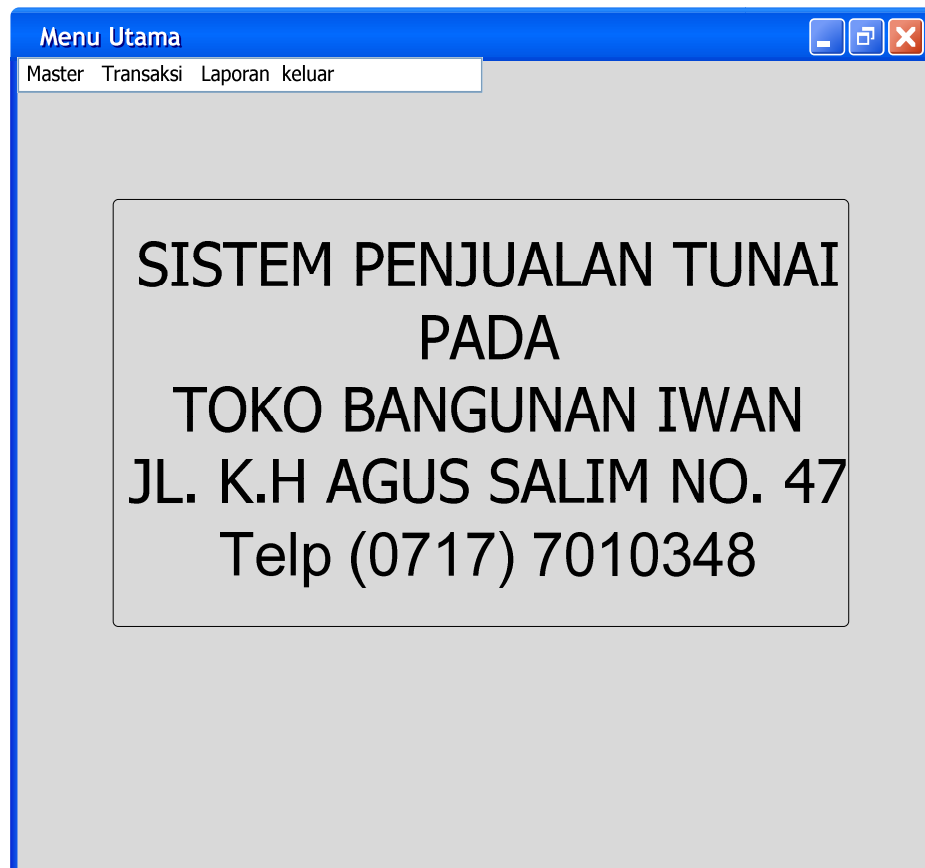 Menu Utama
Master Transaksi Laporan keluar
SISTEM PENJUALAN TUNAI
PADA
TOKO BANGUNAN IWAN
JL. K.H AGUS SALIM NO. 47
Telp (0717) 7010348